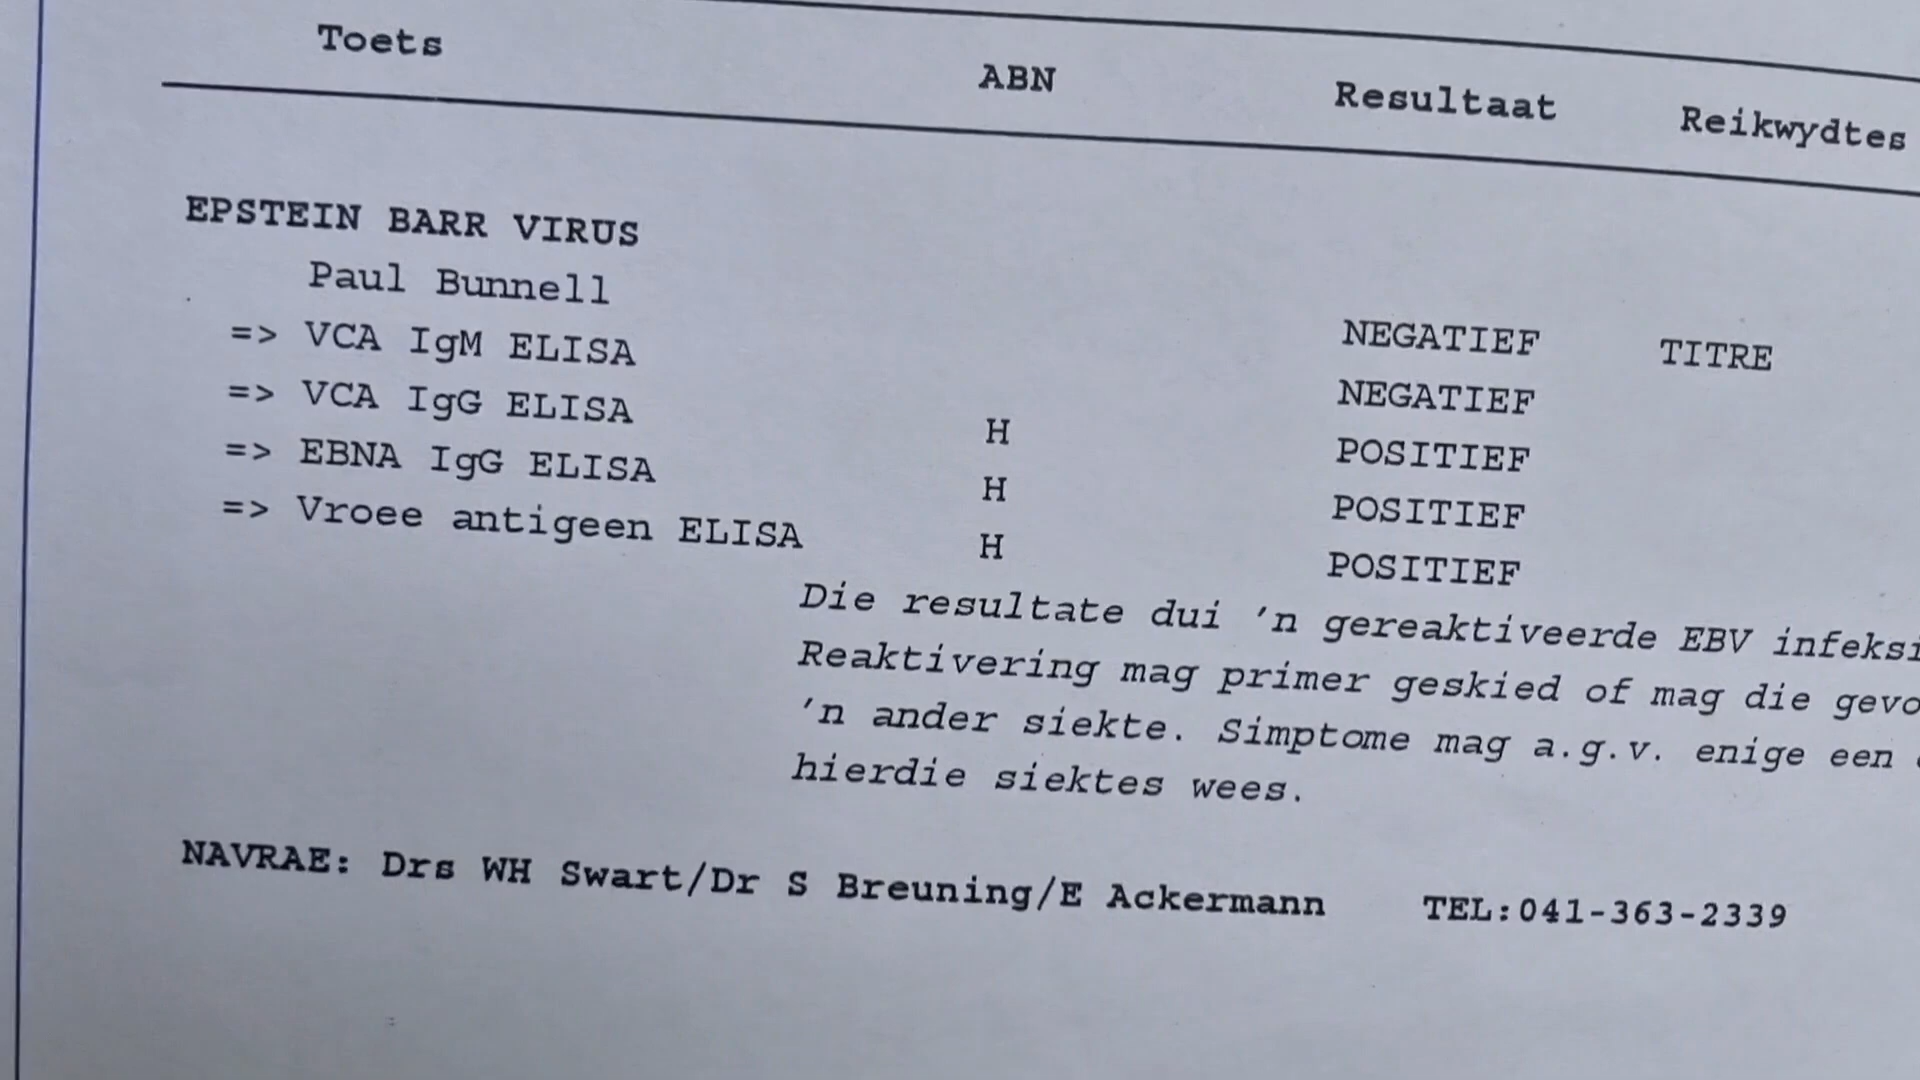 Toets ABN Resultaat Reikwydtes
EPSTEIN BARR VIRUS
Paul Bunnell NEGATIEF TITRE
=> VCA IgM ELISA NEGATIEF
=> VCA IgG ELISA H POSITIEF
=> EBNA IgG ELISA H POSITIEF
=> Vroee antigeen ELISA H POSITIEF
Die resultate dui 'n gereaktiveerde EBV
Reaktivering mag primer geskied of mag die
'n ander siekte. Simptome mag a.g.v. enige een
hierdie siektes wees.
NAVRAE: Drs WH Swart/Dr S Breuning/E Ackermann TEL:041-363-2339